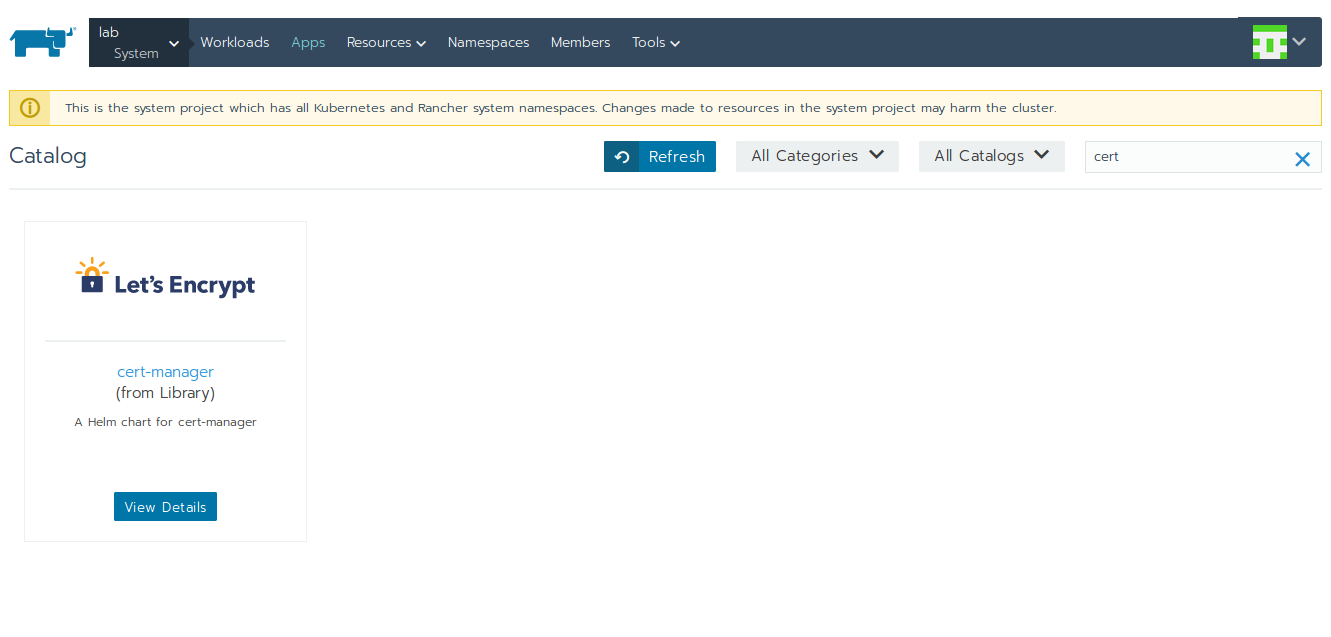 lab
System
Workloads
Apps
Resources
Namespaces
Members
Tools
This is the system project which has all Kubernetes and Rancher system namespaces. Changes made to resources in the system project may harm the cluster.
Catalog
Refresh
All Categories
All Catalogs
cert
Let's Encrypt
cert-manager
(from Library)
A Helm chart for cert-manager
View Details